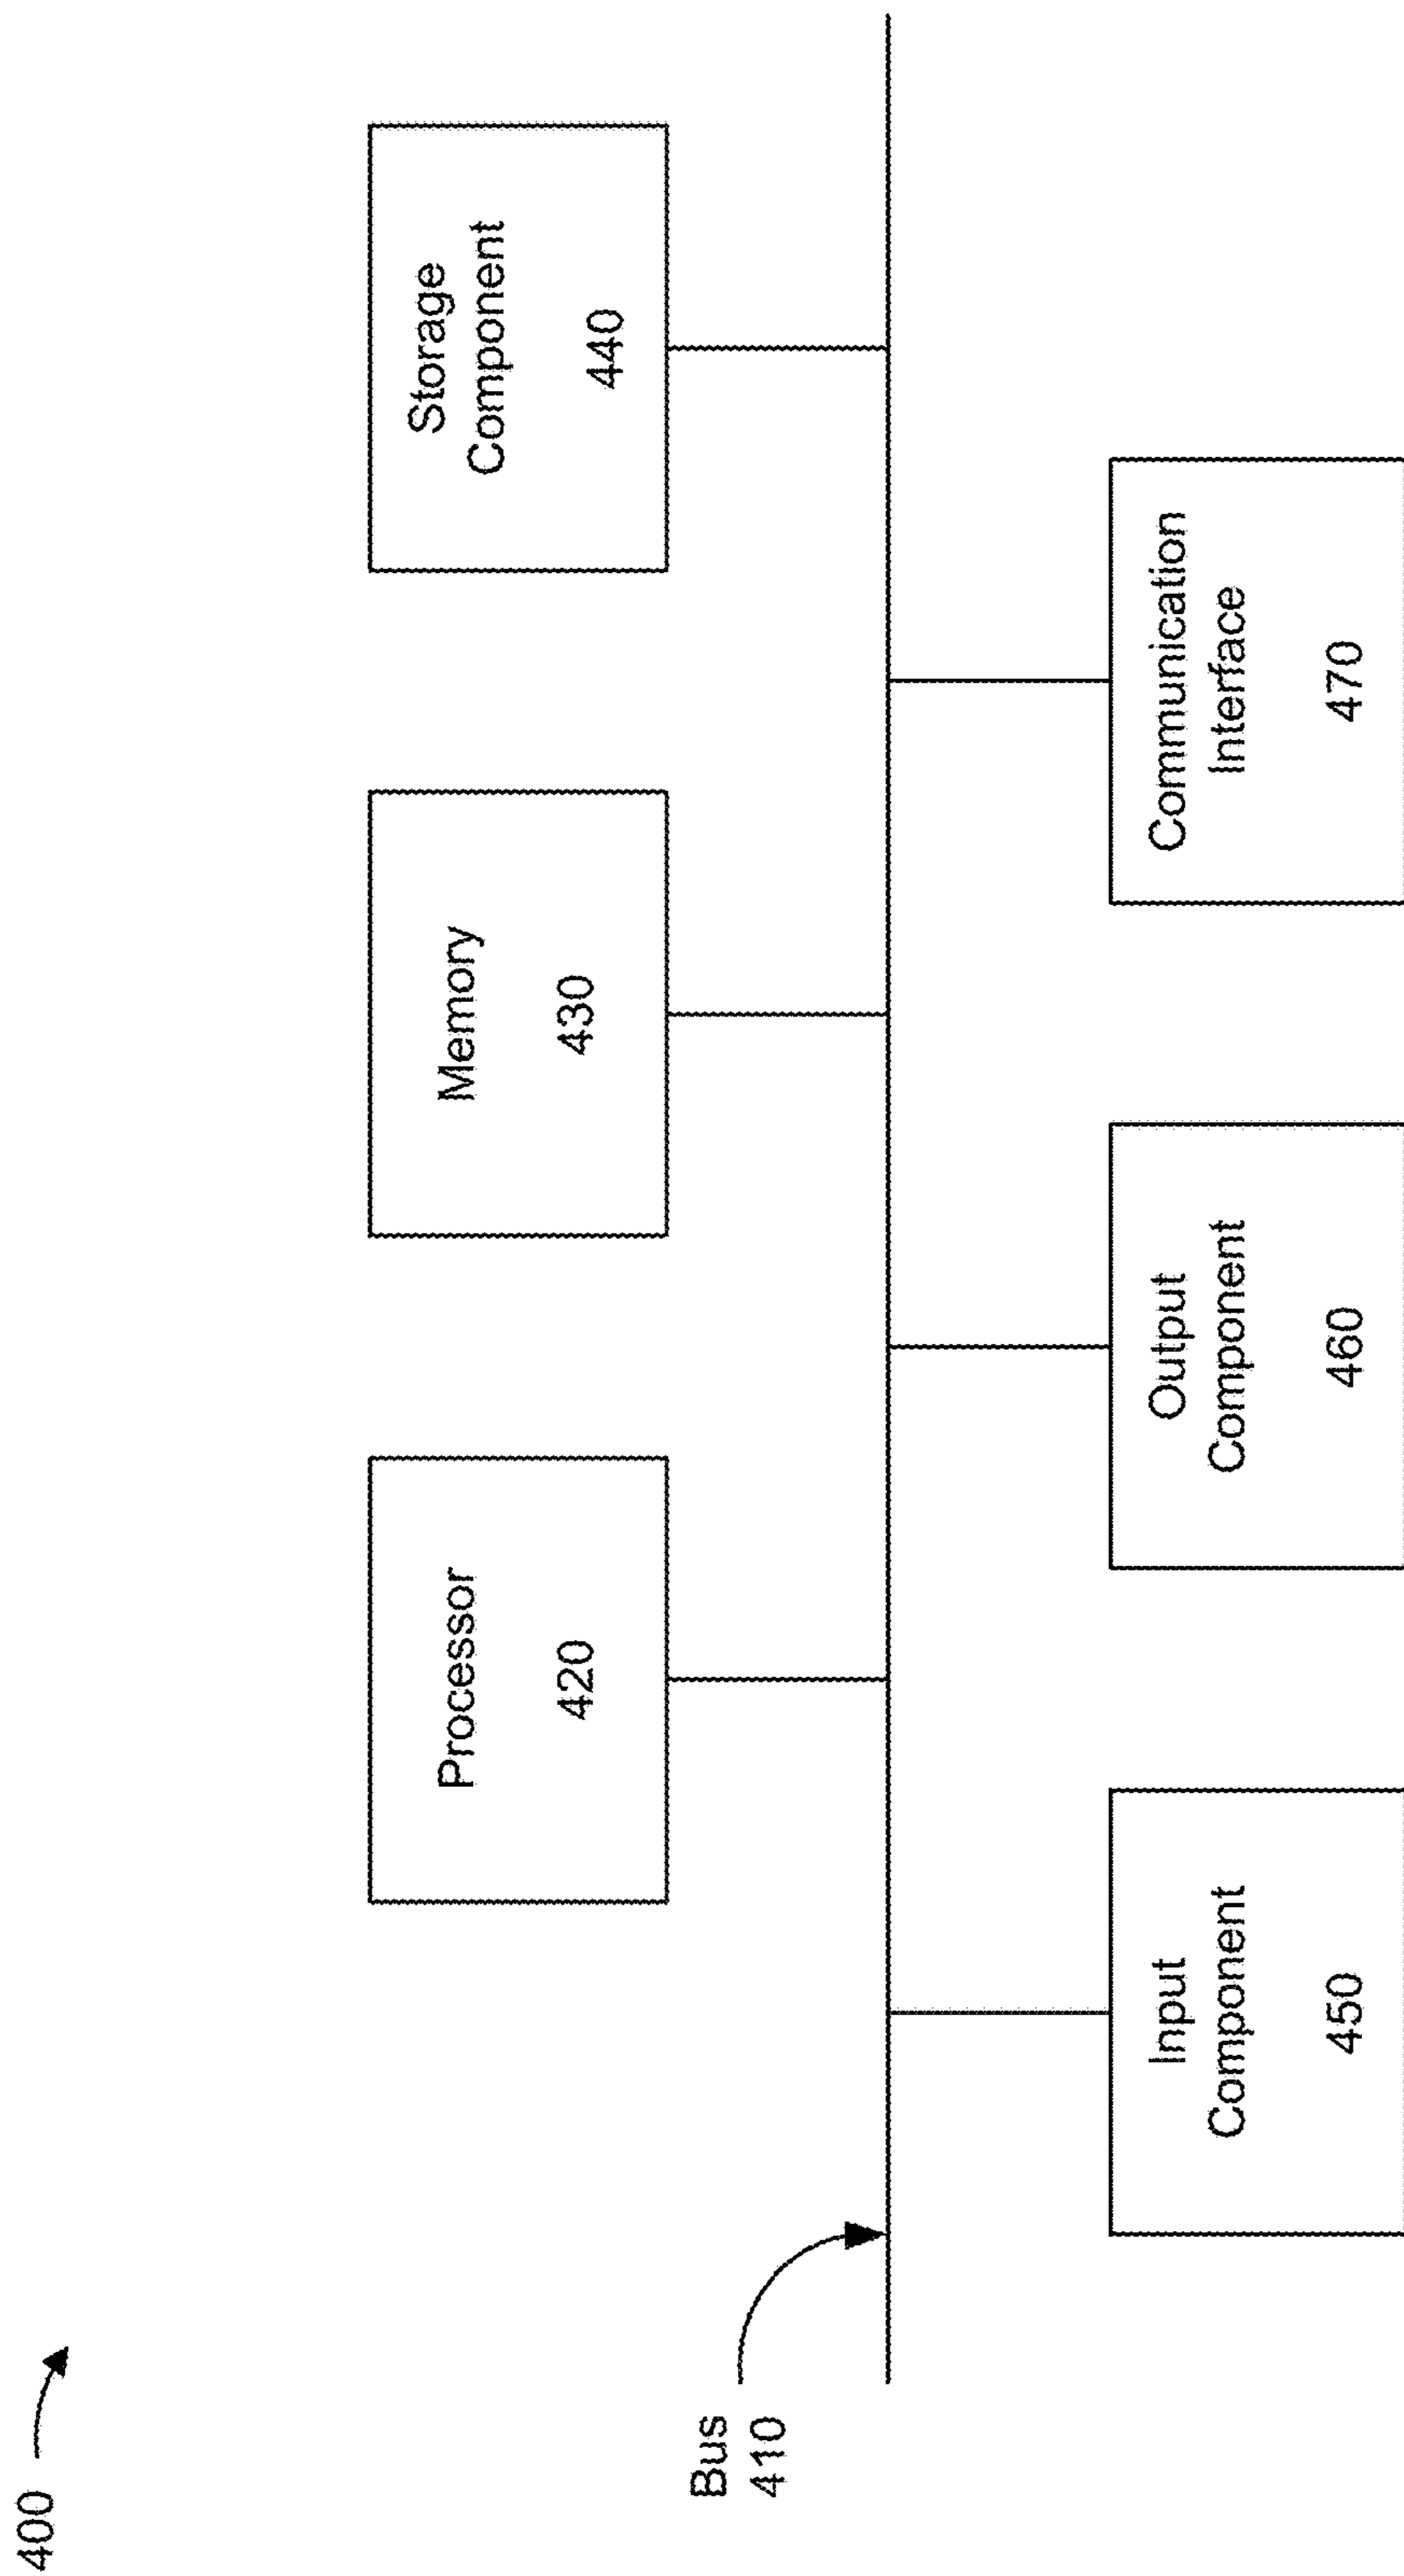 400
Bus
410
Processor
420
Memory
430
Storage
Component
440
Input
Component
450
Output
Component
460
Communication
Interface
470